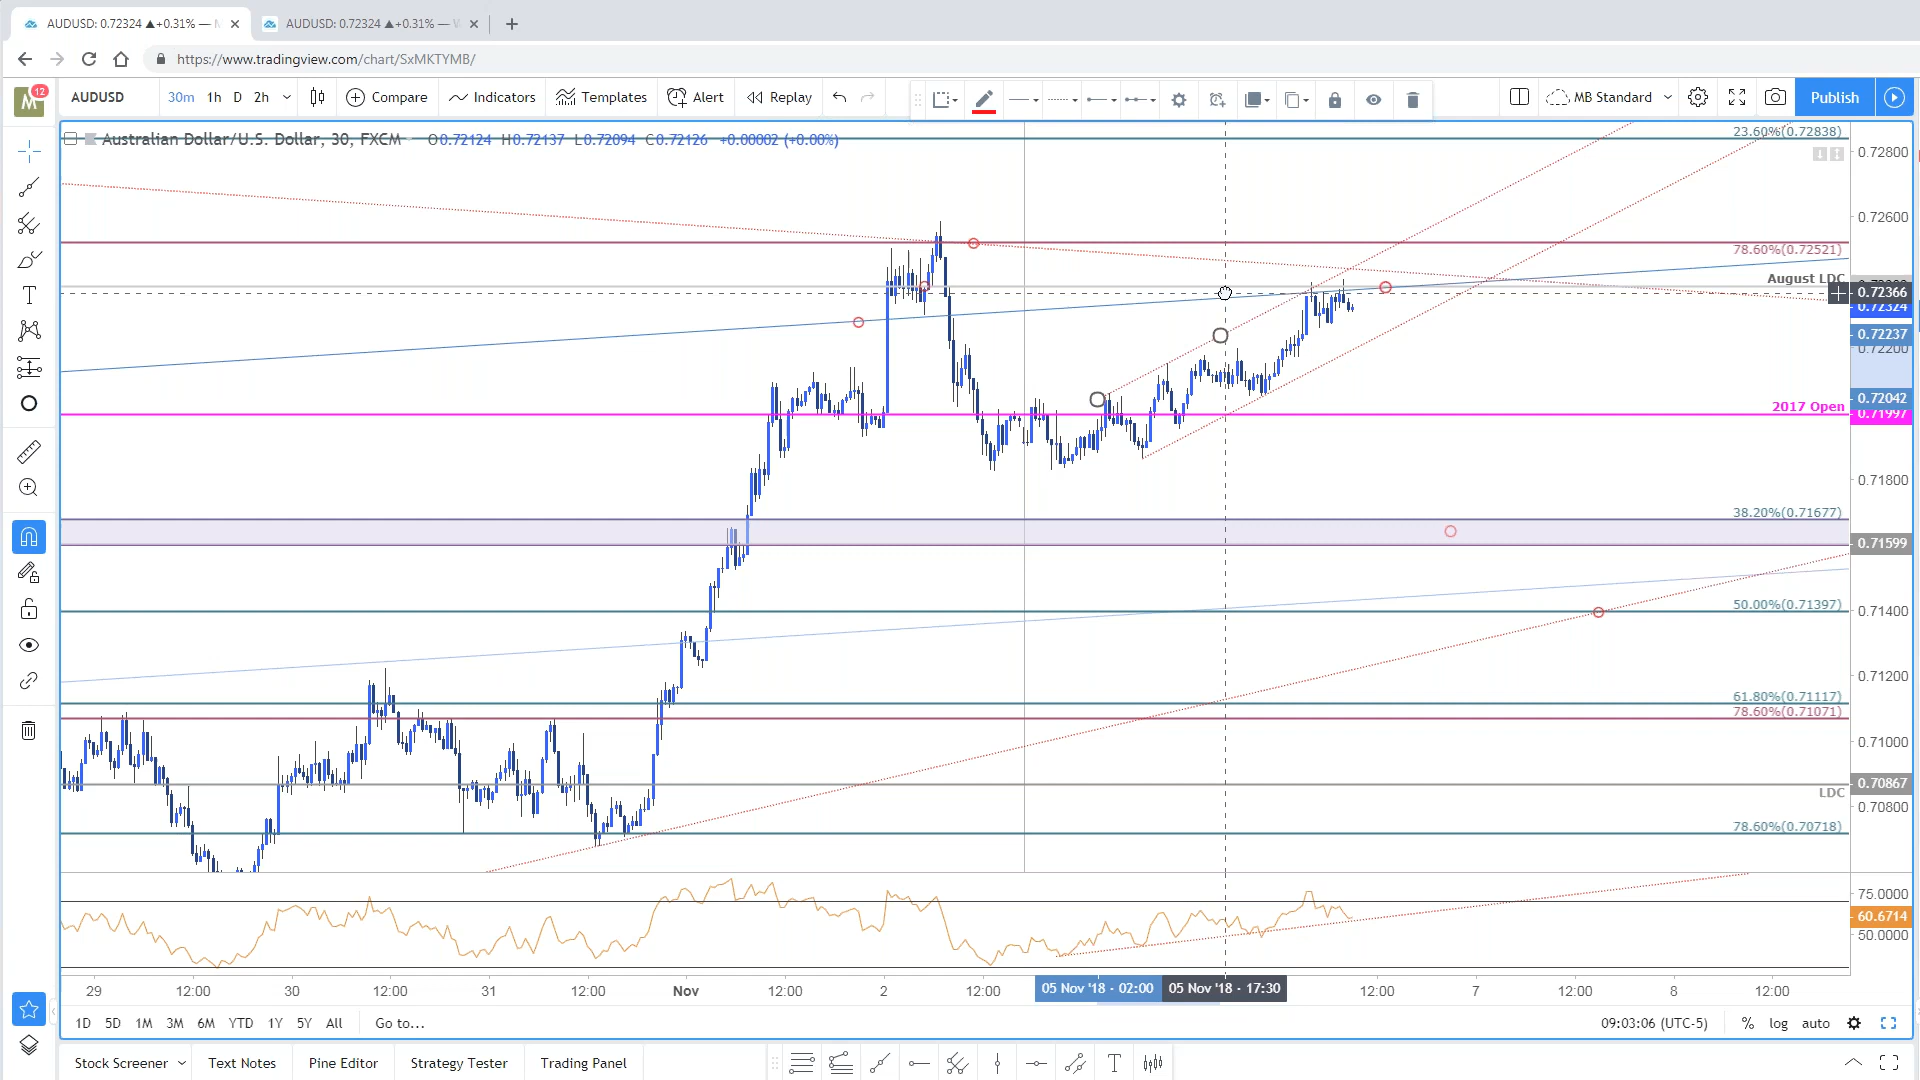 AUDUSD: 0.72324 ▲+0.31% —
AUDUSD: 0.72324 ▲+0.31% —
https://www.tradingview.com/chart/SxMKTYMB/
M 12
AUDUSD 30m 1h D 2h Compare Indicators Templates Alert Replay MB Standard Publish
Australian Dollar/U.S. Dollar, 30, FXCM O0.72124 H0.72137 L0.72094 C0.72126 +0.00002 (+0.00%)
23.60%(0.72838)
0.72800
0.72600
78.60%(0.72521)
August LDC
0.72366
0.72324
0.72237
0.72200
0.72042
2017 Open
0.71997
0.71800
38.20%(0.71677)
0.71599
50.00%(0.71397)
0.71400
0.71200
61.80%(0.71117)
78.60%(0.71071)
0.71000
0.70867
LDC
0.70800
78.60%(0.70718)
75.0000
60.6714
50.0000
29 12:00 30 12:00 31 12:00 Nov 12:00 2 12:00 05 Nov '18 - 02:00 05 Nov '18 - 17:30 12:00 7 12:00 8 12:00
1D 5D 1M 3M 6M YTD 1Y 5Y All Go to... 09:03:06 (UTC-5) % log auto
Stock Screener Text Notes Pine Editor Strategy Tester Trading Panel